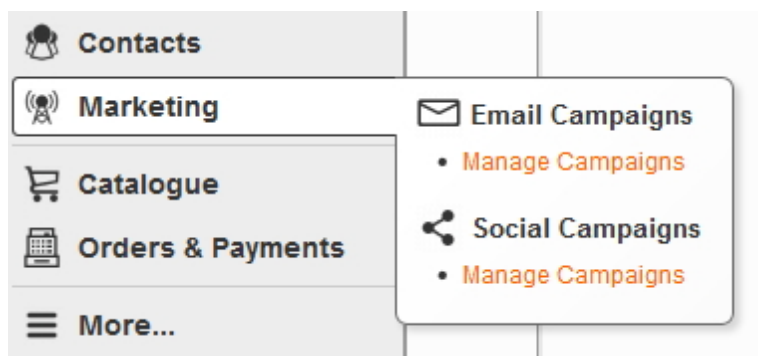 Contacts
Marketing
Catalogue
Orders & Payments
More...
Email Campaigns
Manage Campaigns
Social Campaigns
Manage Campaigns